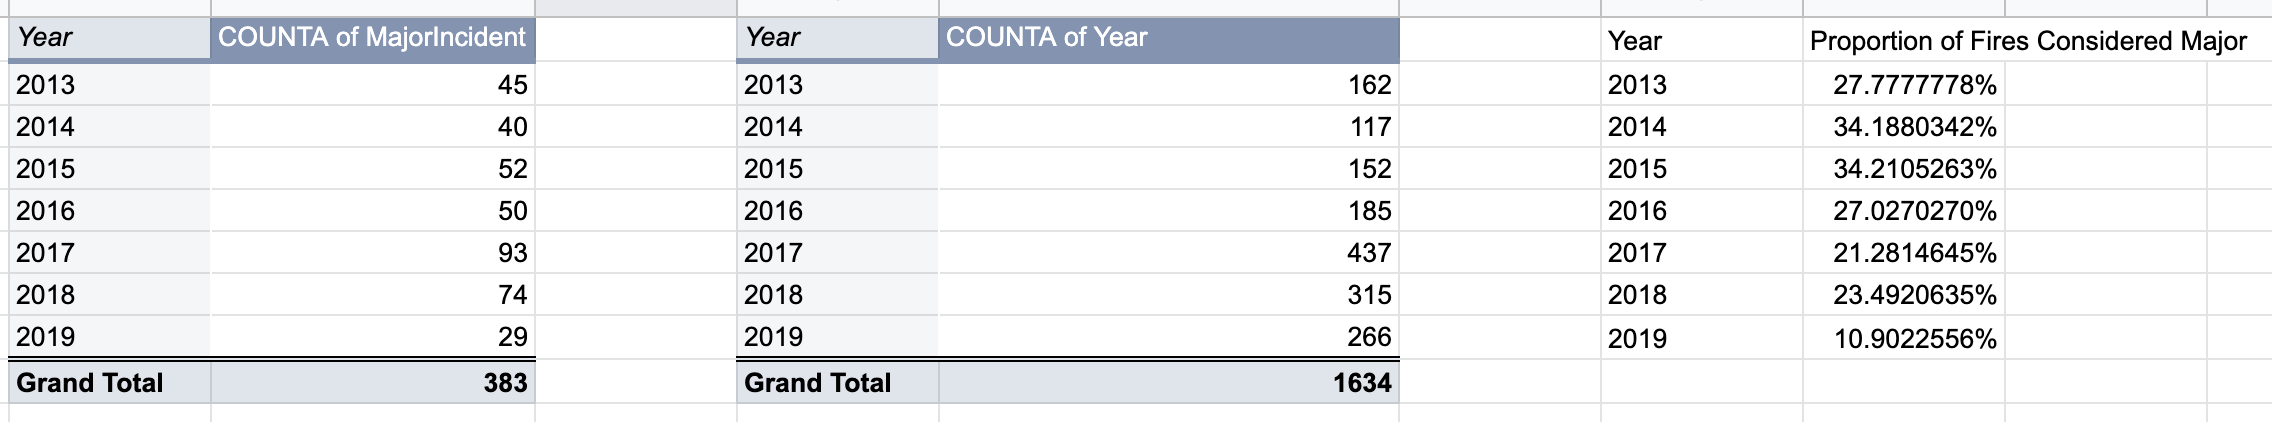 Year COUNTA of MajorIncident Year COUNTA of Year Year Proportion of Fires Considered Major
2013 45 2013 162 2013 27.7777778%
2014 40 2014 117 2014 34.1880342%
2015 52 2015 152 2015 34.2105263%
2016 50 2016 185 2016 27.0270270%
2017 93 2017 437 2017 21.2814645%
2018 74 2018 315 2018 23.4920635%
2019 29 2019 266 2019 10.9022556%
Grand Total 383 Grand Total 1634